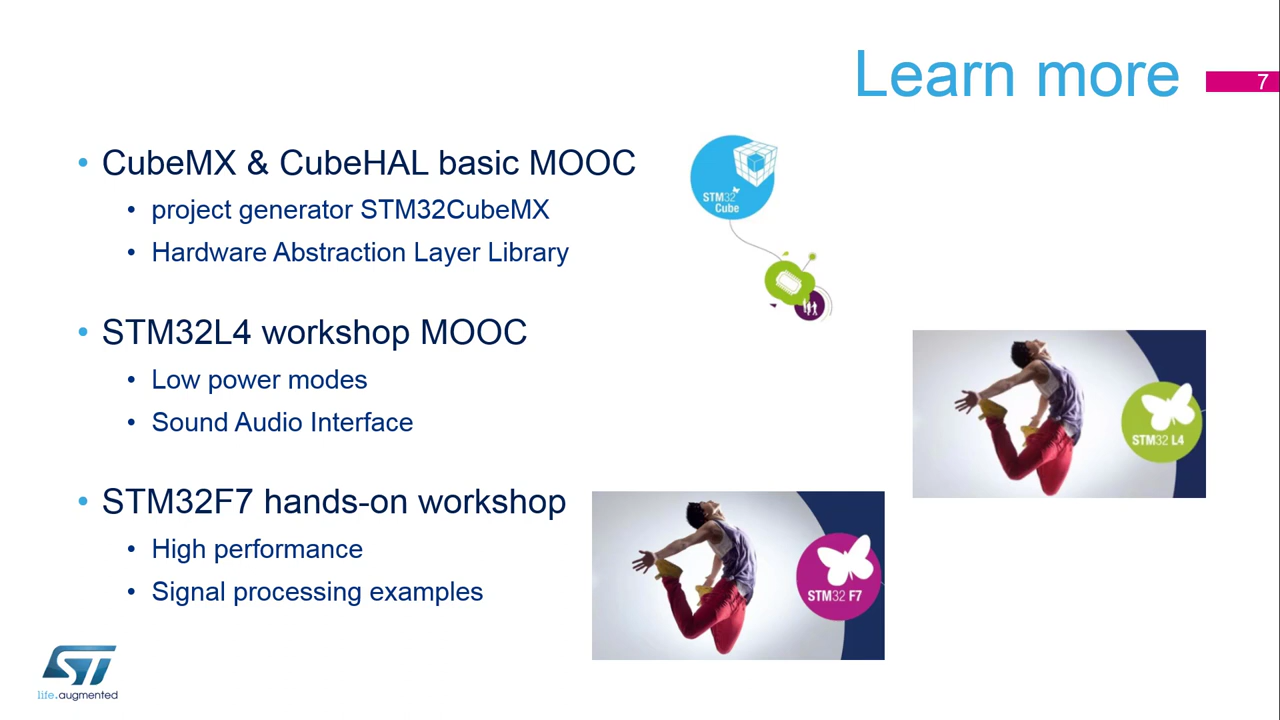 Learn more
7
• CubeMX & CubeHAL basic MOOC
• project generator STM32CubeMX
• Hardware Abstraction Layer Library
STM32
Cube
• STM32L4 workshop MOOC
• Low power modes
• Sound Audio Interface
STM32 L4
• STM32F7 hands-on workshop
• High performance
• Signal processing examples
STM32 F7
ST
life.augmented